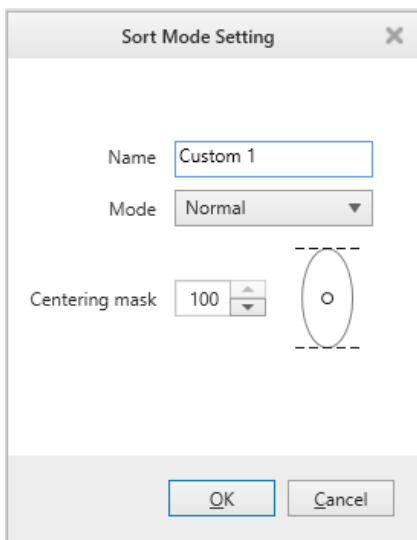 Sort Mode Setting
Name Custom 1
Mode Normal
Centering mask 100
OK Cancel